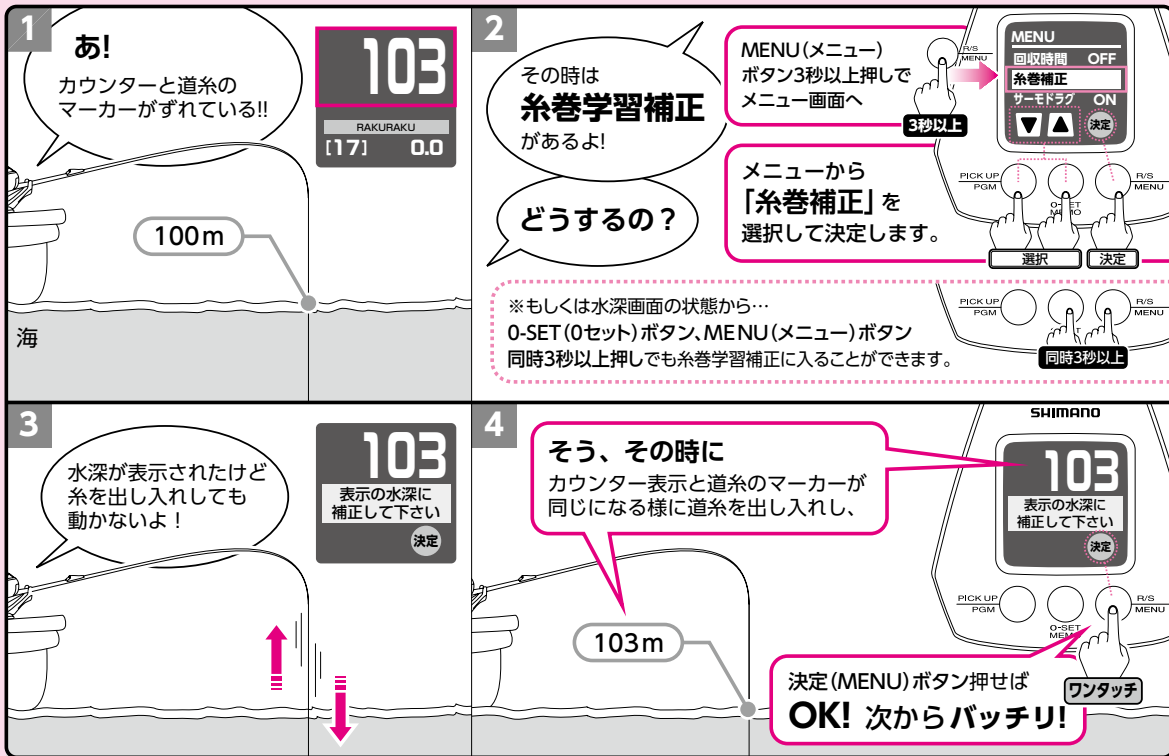 1
あ!
カウンターと道糸の
マーカーがずれている!!
103
RAKURAKU
[17] 0.0
100m
海
2
その時は
糸巻学習補正
があるよ!
どうするの？
MENU(メニュー)
ボタン3秒以上押しで
メニュー画面へ
R/S
MENU
3秒以上
MENU
回収時間 OFF
糸巻補正
サーモドラグ ON
▼ ▲ 決定
メニューから
「糸巻補正」を
選択して決定します。
PICK UP
PGM
0-SET
MEMO
R/S
MENU
選択
決定
※もしくは水深画面の状態から…
0-SET(0セット)ボタン、MENU(メニュー)ボタン
同時3秒以上押しでも糸巻学習補正に入ることができます。
PICK UP
PGM
R/S
MENU
同時3秒以上
3
水深が表示されたけど
糸を出し入れしても
動かないよ！
103
表示の水深に
補正して下さい
決定
4
そう、その時に
カウンター表示と道糸のマーカーが
同じになる様に道糸を出し入れし、
103m
SHIMANO
103
表示の水深に
補正して下さい
決定
PICK UP
PGM
0-SET
MEMO
R/S
MENU
ワンタッチ
決定(MENU)ボタン押せば
OK! 次からバッチリ!